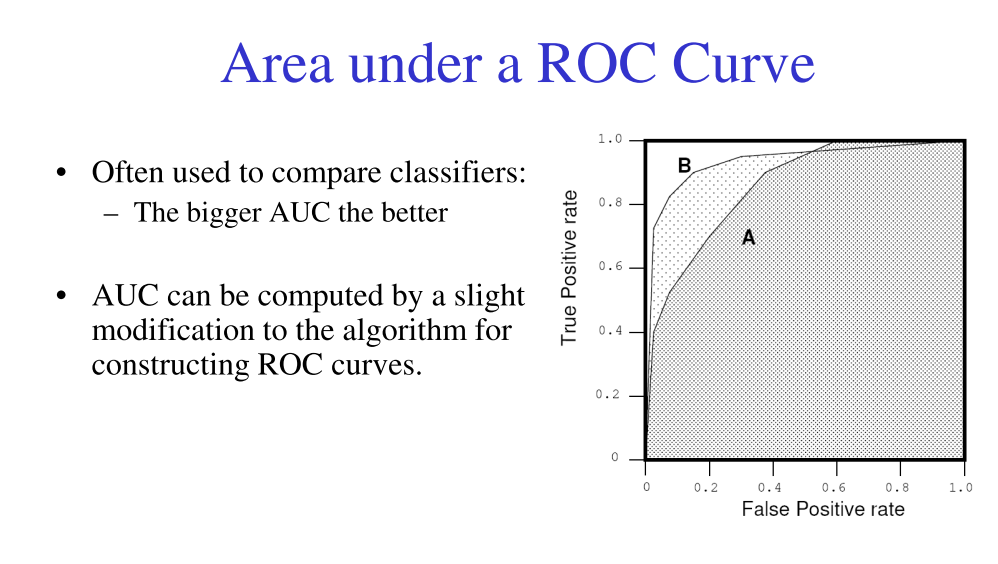 Area under a ROC Curve
• Often used to compare classifiers:
– The bigger AUC the better
• AUC can be computed by a slight
modification to the algorithm for
constructing ROC curves.
1.0
0.8
0.6
0.4
0.2
0
True Positive rate
B
A
0 0.2 0.4 0.6 0.8 1.0
False Positive rate